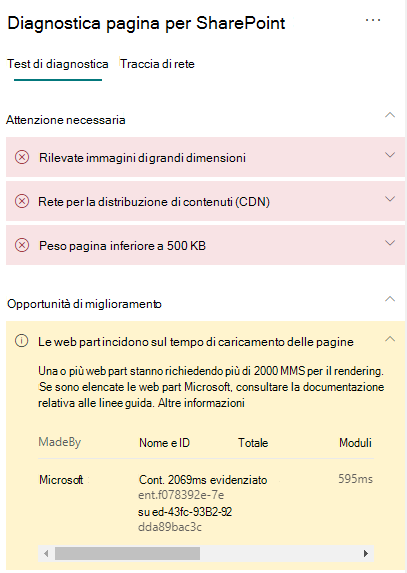 Diagnostica pagina per SharePoint
Test di diagnostica Traccia di rete
Attenzione necessaria
Rilevate immagini di grandi dimensioni
Rete per la distribuzione di contenuti (CDN)
Peso pagina inferiore a 500 KB
Opportunità di miglioramento
Le web part incidono sul tempo di caricamento delle pagine
Una o più web part stanno richiedendo più di 2000 MMS per il rendering.
Se sono elencate le web part Microsoft, consultare la documentazione
relativa alle linee guida. Altre informazioni
MadeBy Nome e ID Totale Moduli
Microsoft Cont. 2069ms evidenziato 595ms
ent.f078392e-7e
su ed-43fc-93B2-92
dda89bac3c